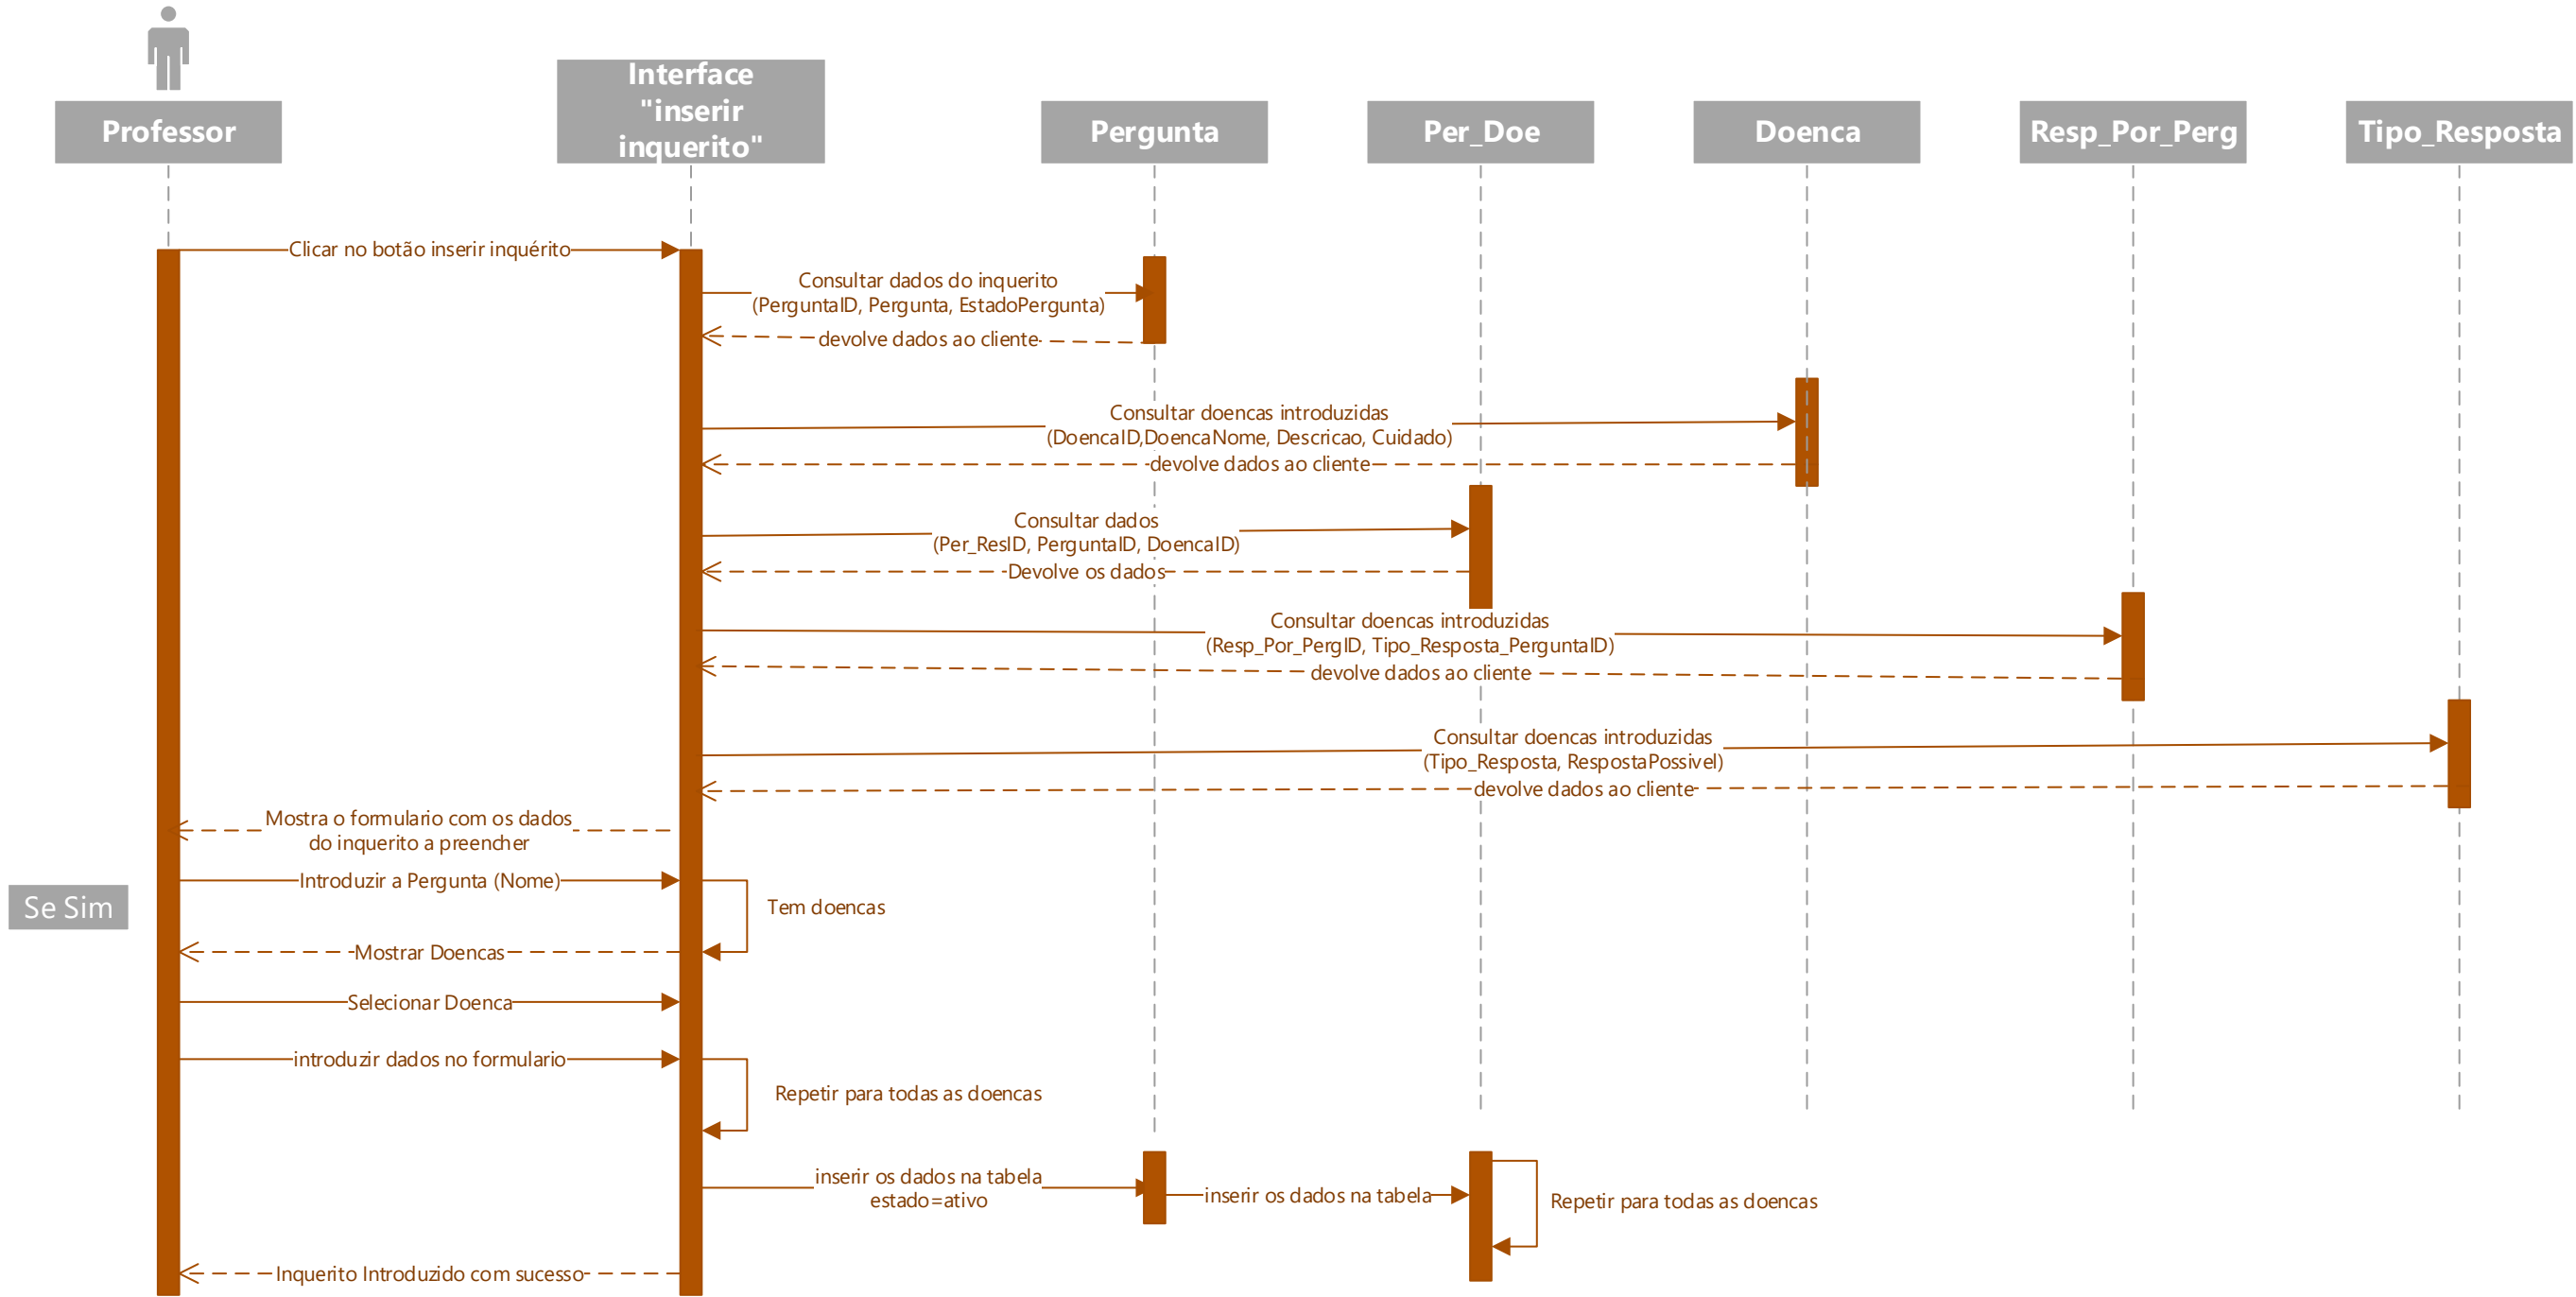 Professor
Interface
"inserir
inquerito"
Pergunta
Per_Doe
Doenca
Resp_Por_Perg
Tipo_Resposta
Clicar no botão inserir inquérito
Consultar dados do inquerito
(PerguntaID, Pergunta, EstadoPergunta)
devolve dados ao cliente
Consultar doencas introduzidas
(DoencaID,DoencaNome, Descricao, Cuidado)
devolve dados ao cliente
Consultar dados
(Per_ResID, PerguntaID, DoencaID)
Devolve os dados
Consultar doencas introduzidas
(Resp_Por_PergID, Tipo_Resposta_PerguntaID)
devolve dados ao cliente
Consultar doencas introduzidas
(Tipo_Resposta, RespostaPossivel)
devolve dados ao cliente
Mostra o formulario com os dados
do inquerito a preencher
Introduzir a Pergunta (Nome)
Se Sim
Tem doencas
Mostrar Doencas
Selecionar Doenca
introduzir dados no formulario
Repetir para todas as doencas
inserir os dados na tabela
estado=ativo
inserir os dados na tabela
Repetir para todas as doencas
Inquerito Introduzido com sucesso